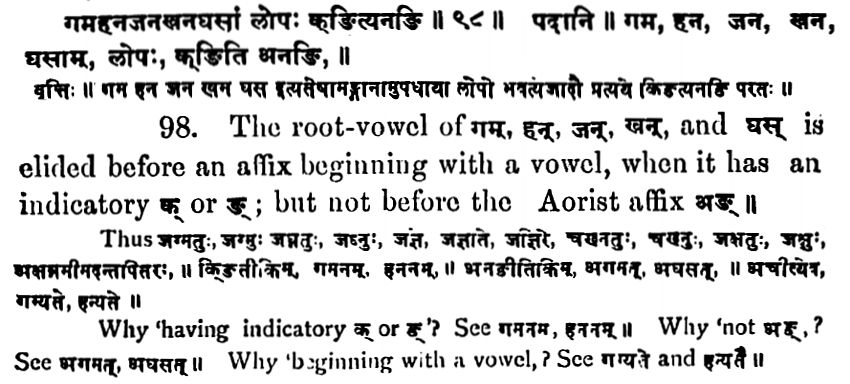 गमहनजनखनघसां लोपः क्ङित्यनङि ॥ ९८ ॥ पदानि ॥ गम, हन, जन, खन,
घसाम्, लोपः, क्ङिति अनङि, ॥
वृत्तिः ॥ गम हन जन खम घस इत्येतेषामङ्गानामुपधाया लोपो भवत्यजादौ प्रत्यये किङत्यनङि परतः ॥
98. The root-vowel of गम्, हन्, जन्, खन्, and घस् is
elided before an affix beginning with a vowel, when it has an
indicatory क् or ङ् ; but not before the Aorist affix अङ् ॥
Thus जग्मतुः, जग्मुः जघ्नतुः, जघ्नुः, जज्ञे, जज्ञाते, जज्ञिरे, चख्नतुः, चख्नुः, जक्षतुः, जक्षुः,
अक्षन्नमीमदन्तपितरः, ॥ किङतीकिम्, गमनम्, हननम्, ॥ अनङीतिकिम्, अगमत्, अघसत्, ॥ अचीत्येव,
गम्यते, हन्यते ॥
Why 'having indicatory क् or ङ्'? See गमनम, हननम् ॥ Why 'not अङ्, ?
See अगमत्, अघसत् ॥ Why 'beginning with a vowel, ? See गम्यते and हन्यते ॥